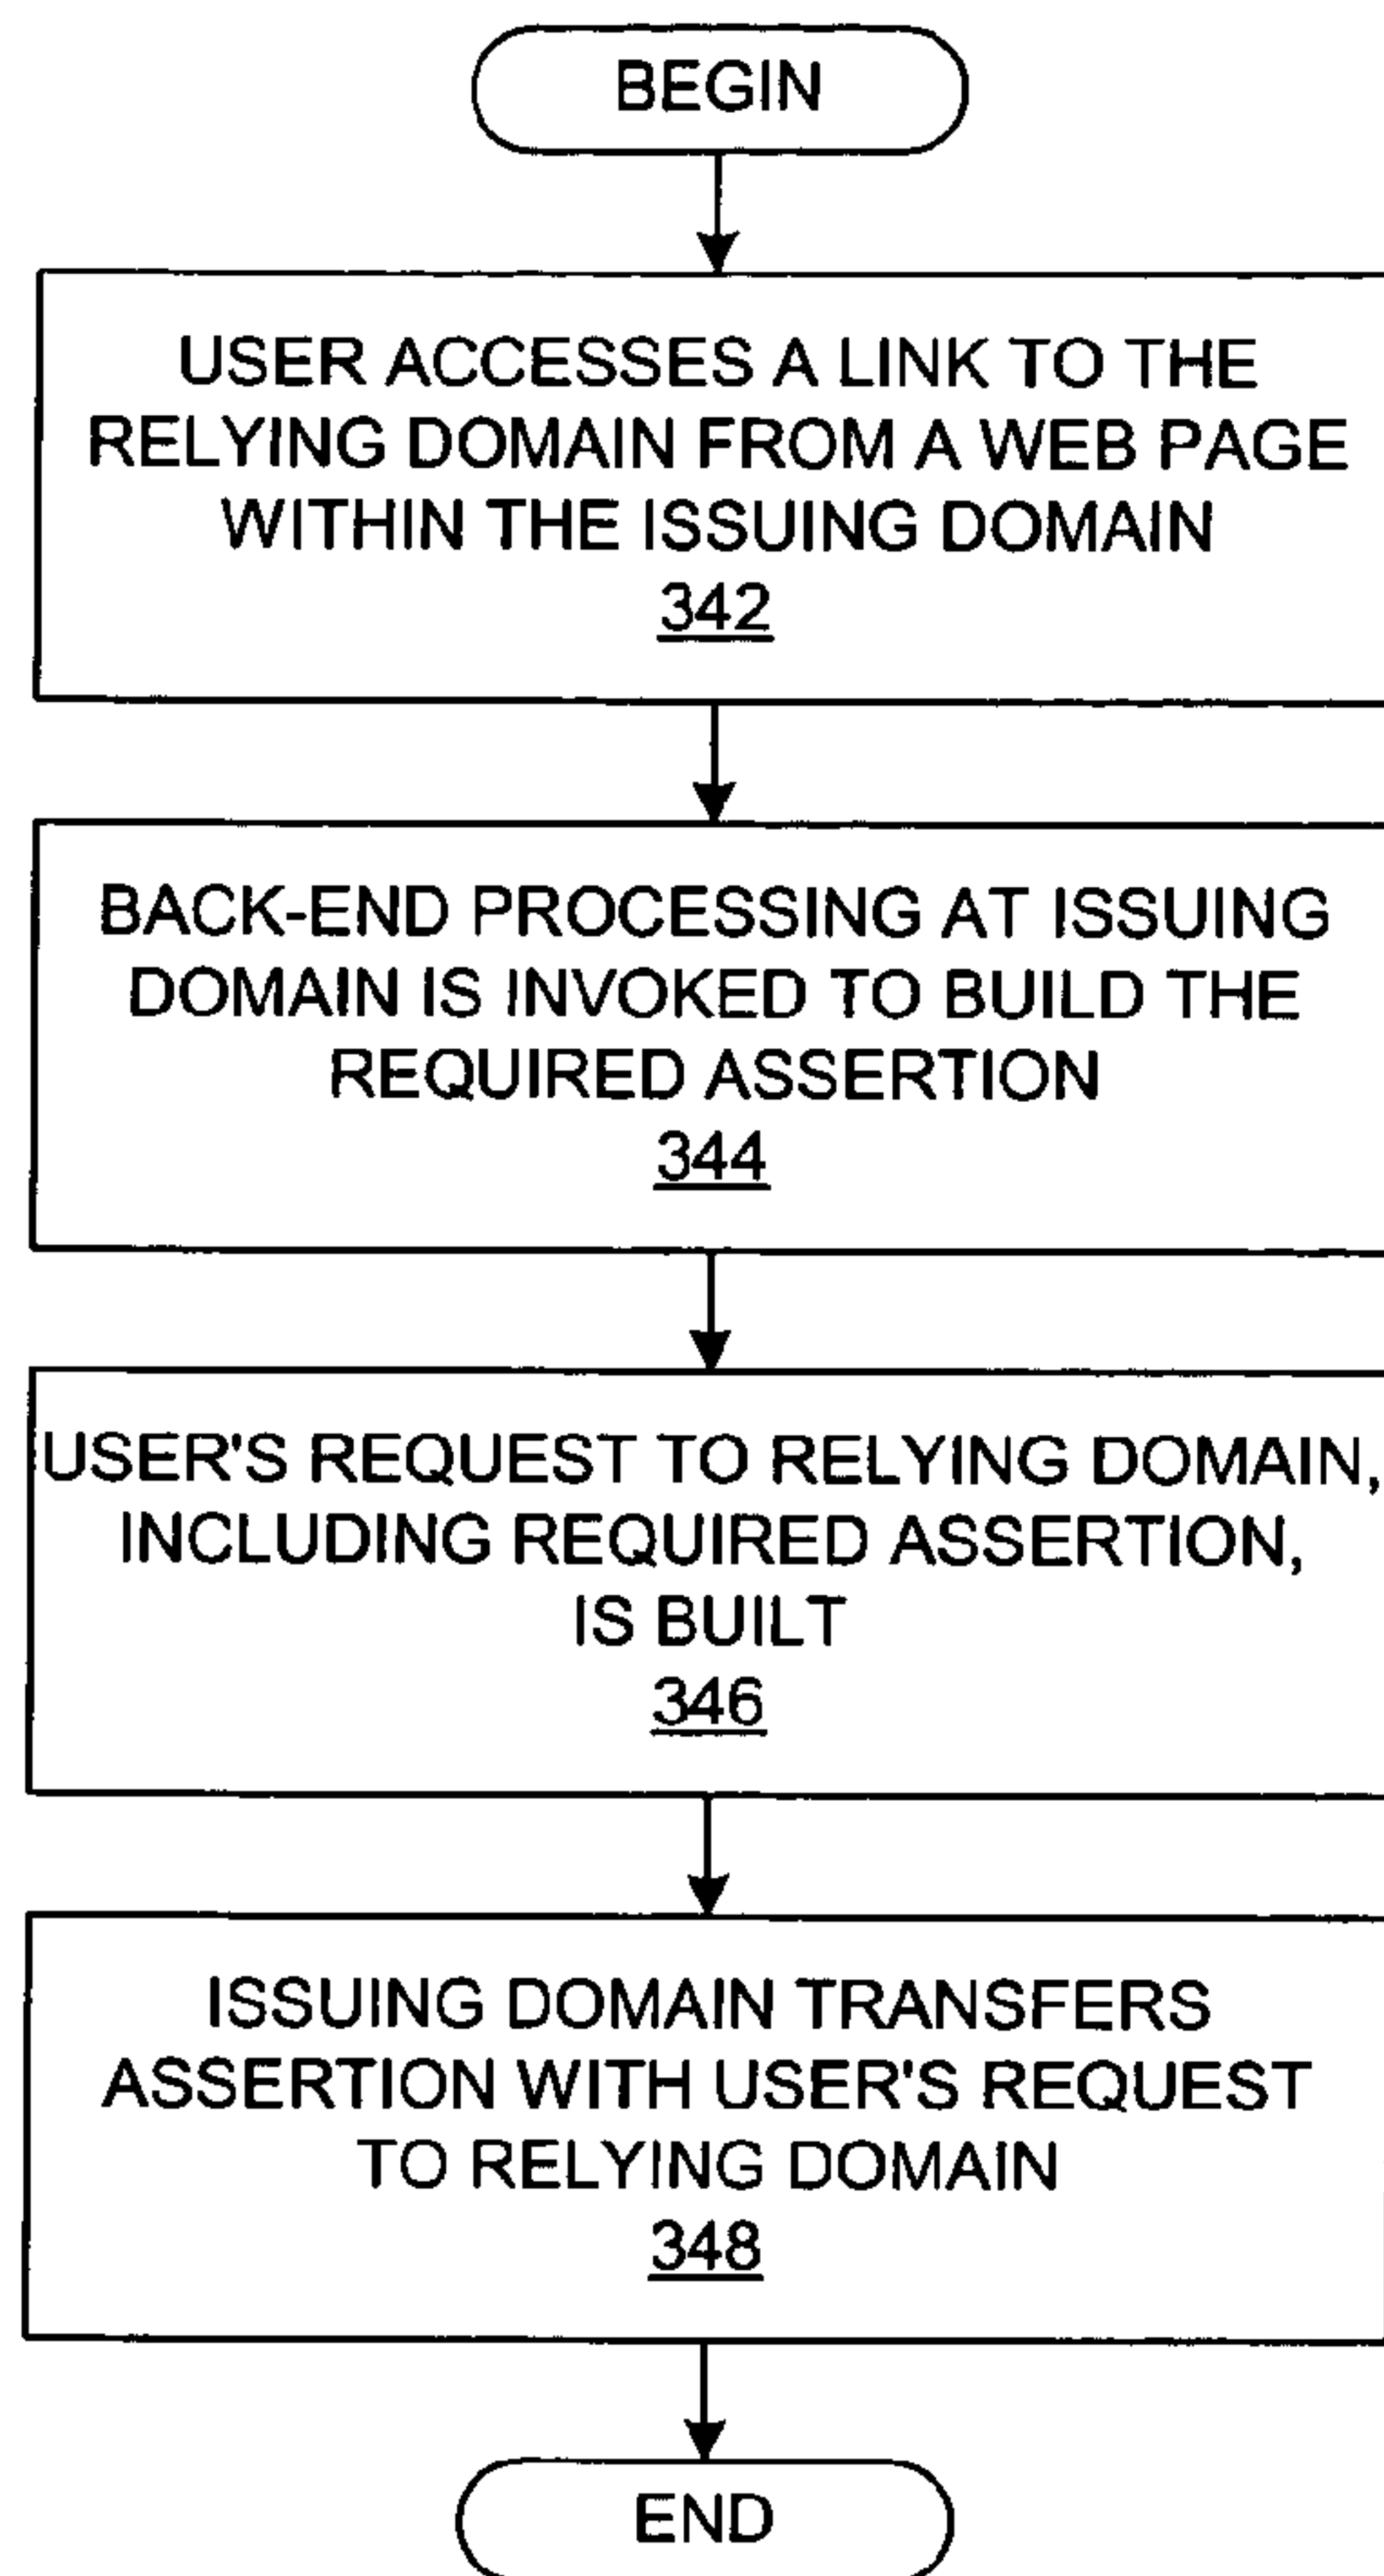 BEGIN
USER ACCESSES A LINK TO THE
RELYING DOMAIN FROM A WEB PAGE
WITHIN THE ISSUING DOMAIN
342
BACK-END PROCESSING AT ISSUING
DOMAIN IS INVOKED TO BUILD THE
REQUIRED ASSERTION
344
USER'S REQUEST TO RELYING DOMAIN,
INCLUDING REQUIRED ASSERTION,
IS BUILT
346
ISSUING DOMAIN TRANSFERS
ASSERTION WITH USER'S REQUEST
TO RELYING DOMAIN
348
END